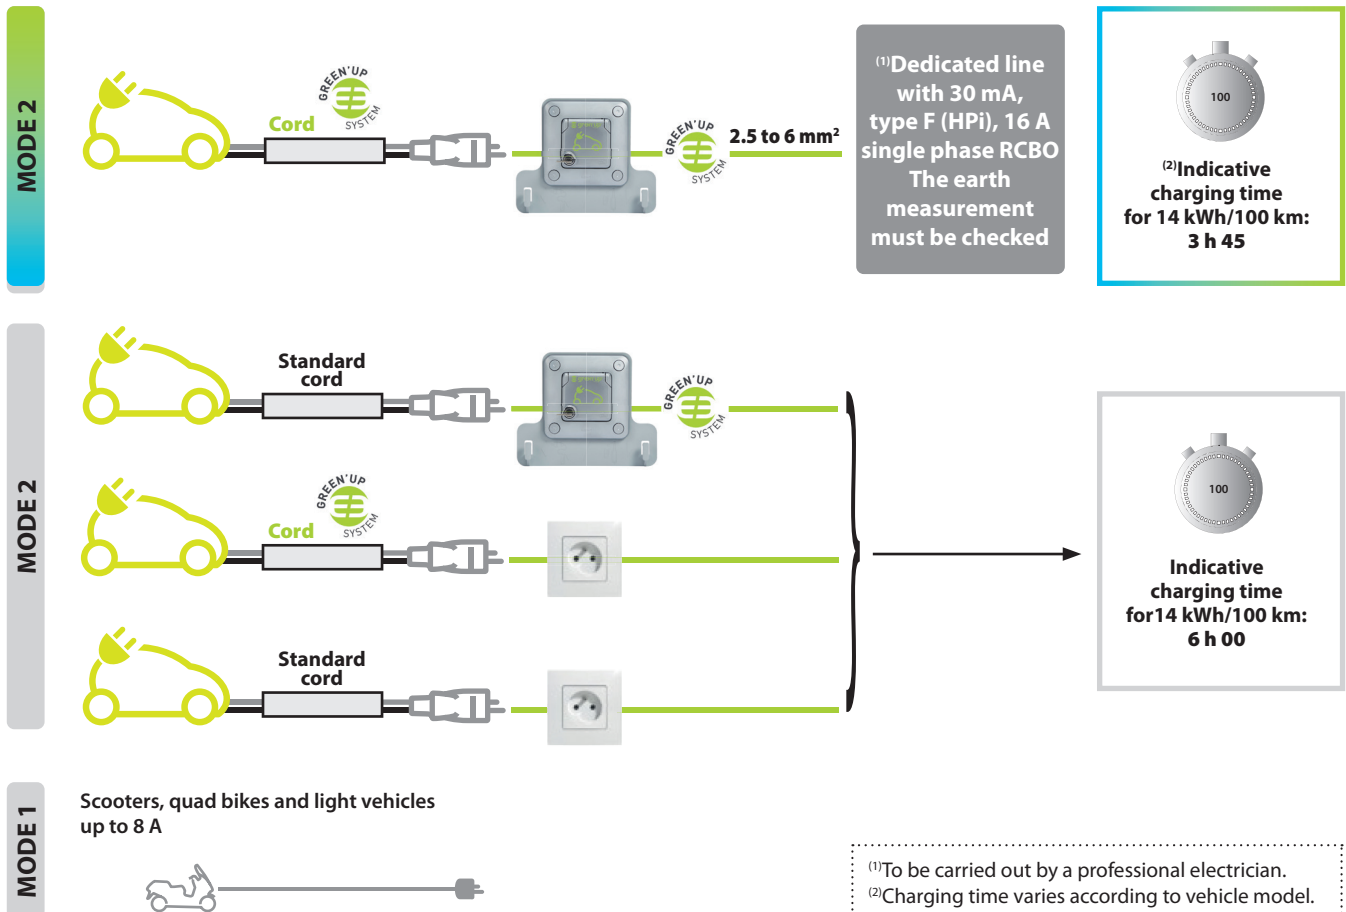 MODE 2
GREEN'UP
SYSTEM
Cord
GREEN'UP
SYSTEM
2.5 to 6 mm²
(1)Dedicated line
with 30 mA,
type F (HPi), 16 A
single phase RCBO
The earth
measurement
must be checked
100
(2)Indicative
charging time
for 14 kWh/100 km:
3 h 45
MODE 2
Standard
cord
GREEN'UP
SYSTEM
GREEN'UP
SYSTEM
Cord
Standard
cord
100
Indicative
charging time
for14 kWh/100 km:
6 h 00
MODE 1
Scooters, quad bikes and light vehicles
up to 8 A
(1)To be carried out by a professional electrician.
(2)Charging time varies according to vehicle model.